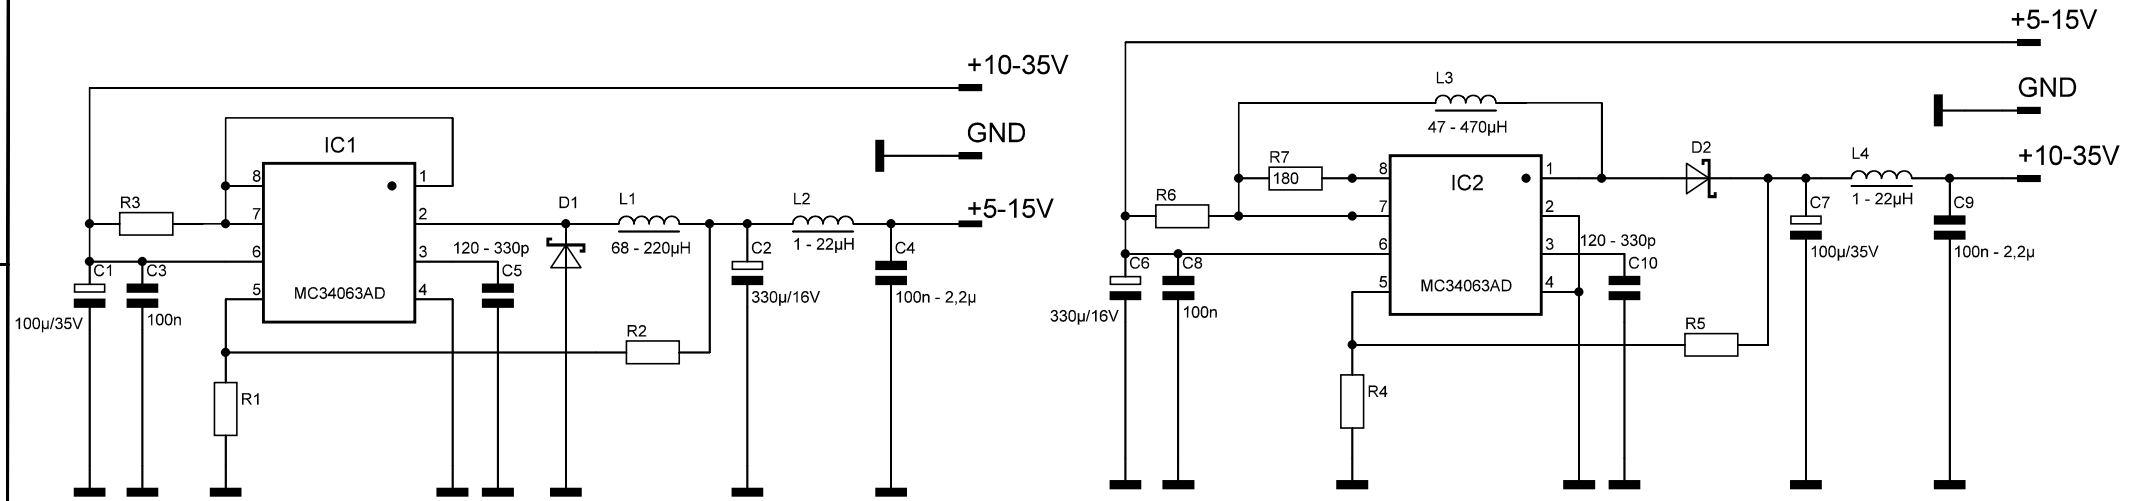 +10-35V
GND
IC1
8
1
R3
7
2
D1
L1
L2
+5-15V
120 - 330p
68 - 220µH
1 - 22µH
6
3
C1
C3
C5
C2
C4
5
MC34063AD
4
100µ/35V
100n
330µ/16V
100n - 2,2µ
R2
R1
+5-15V
L3
GND
47 - 470µH
R7
D2
L4
+10-35V
180
8
IC2
1
R6
7
2
1 - 22µH
C7
C9
6
3
120 - 330p
100µ/35V
100n - 2,2µ
C6
C8
C10
5
MC34063AD
4
330µ/16V
100n
R5
R4